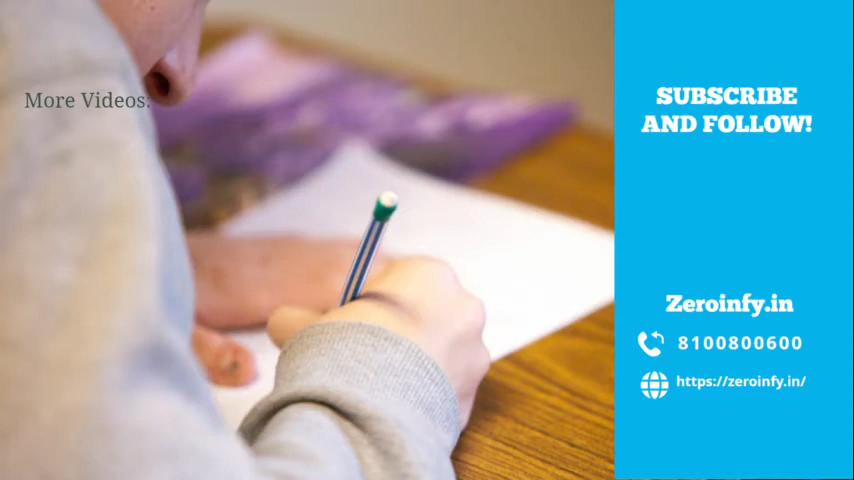 More Videos:
SUBSCRIBE
AND FOLLOW!
Zeroinfy.in
8100800600
https://zeroinfy.in/